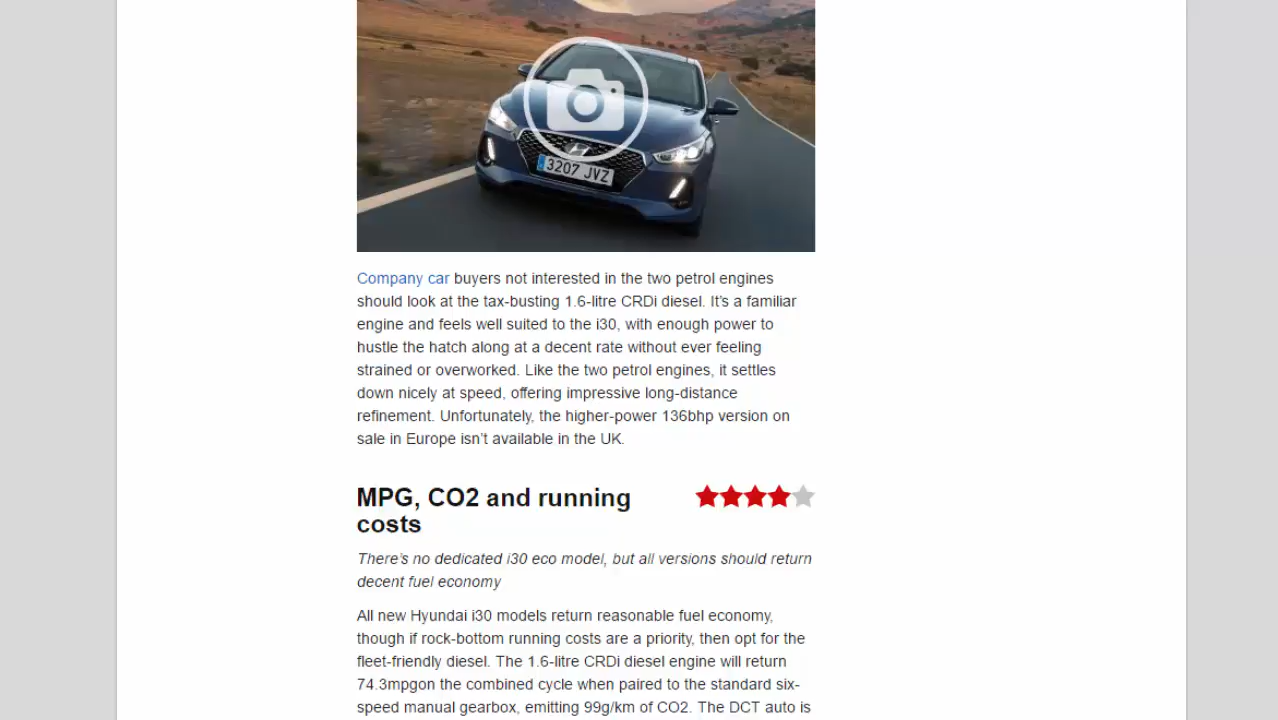 3207 JVZ
Company car buyers not interested in the two petrol engines
should look at the tax-busting 1.6-litre CRDi diesel. It's a familiar
engine and feels well suited to the i30, with enough power to
hustle the hatch along at a decent rate without ever feeling
strained or overworked. Like the two petrol engines, it settles
down nicely at speed, offering impressive long-distance
refinement. Unfortunately, the higher-power 136bhp version on
sale in Europe isn’t available in the UK.
MPG, CO2 and running
costs
There’s no dedicated i30 eco model, but all versions should return
decent fuel economy
All new Hyundai i30 models return reasonable fuel economy,
though if rock-bottom running costs are a priority, then opt for the
fleet-friendly diesel. The 1.6-litre CRDi diesel engine will return
74.3mpgon the combined cycle when paired to the standard six-
speed manual gearbox, emitting 99g/km of CO2. The DCT auto is